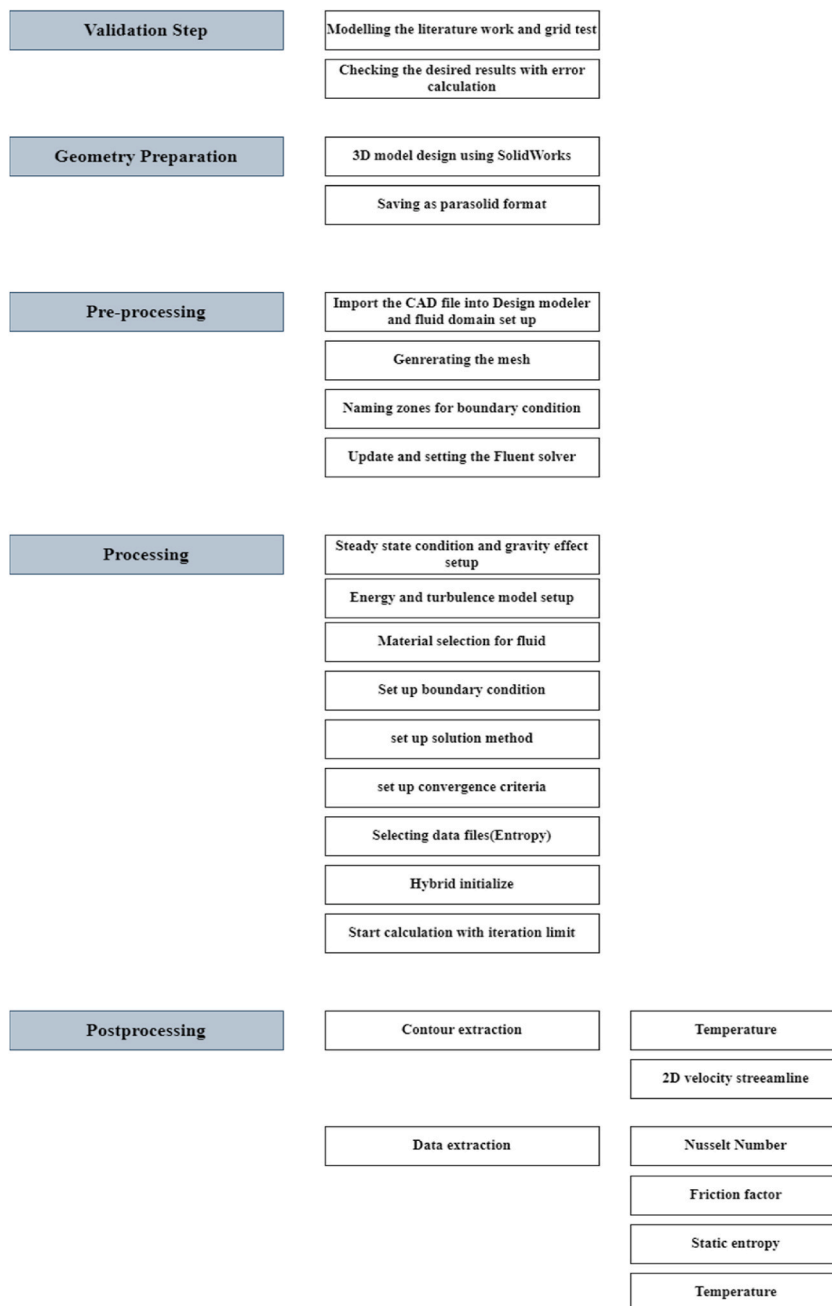 Validation Step
Modelling the literature work and grid test
Checking the desired results with error
calculation
Geometry Preparation
3D model design using SolidWorks
Saving as parasolid format
Pre-processing
Import the CAD file into Design modeler
and fluid domain set up
Genrerating the mesh
Naming zones for boundary condition
Update and setting the Fluent solver
Processing
Steady state condition and gravity effect
setup
Energy and turbulence model setup
Material selection for fluid
Set up boundary condition
set up solution method
set up convergence criteria
Selecting data files(Entropy)
Hybrid initialize
Start calculation with iteration limit
Postprocessing
Contour extraction
Temperature
2D velocity streeamline
Data extraction
Nusselt Number
Friction factor
Static entropy
Temperature